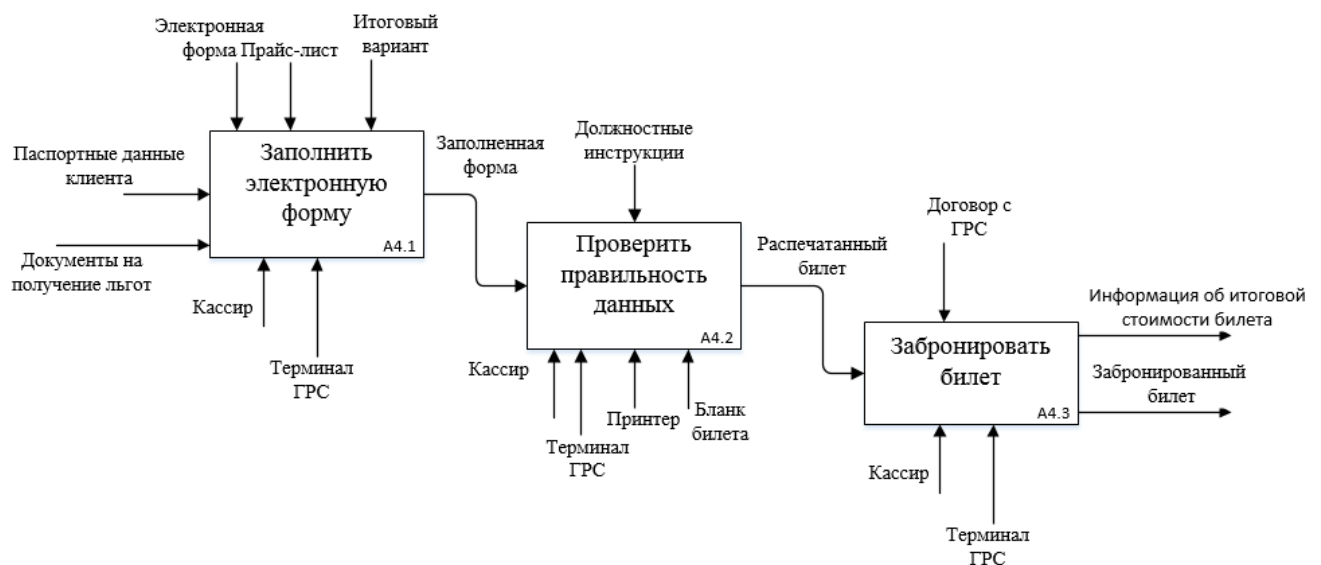 Электронная
форма Прайс-лист
Итоговый
вариант
Паспортные данные
клиента
Документы на
получение льгот
Заполнить
электронную
форму
A4.1
Кассир
Терминал
ГРС
Заполненная
форма
Должностные
инструкции
Проверить
правильность
данных
A4.2
Кассир
Терминал
ГРС
Принтер
Бланк
билета
Распечатанный
билет
Договор с
ГРС
Забронировать
билет
A4.3
Кассир
Терминал
ГРС
Информация об итоговой
стоимости билета
Забронированный
билет